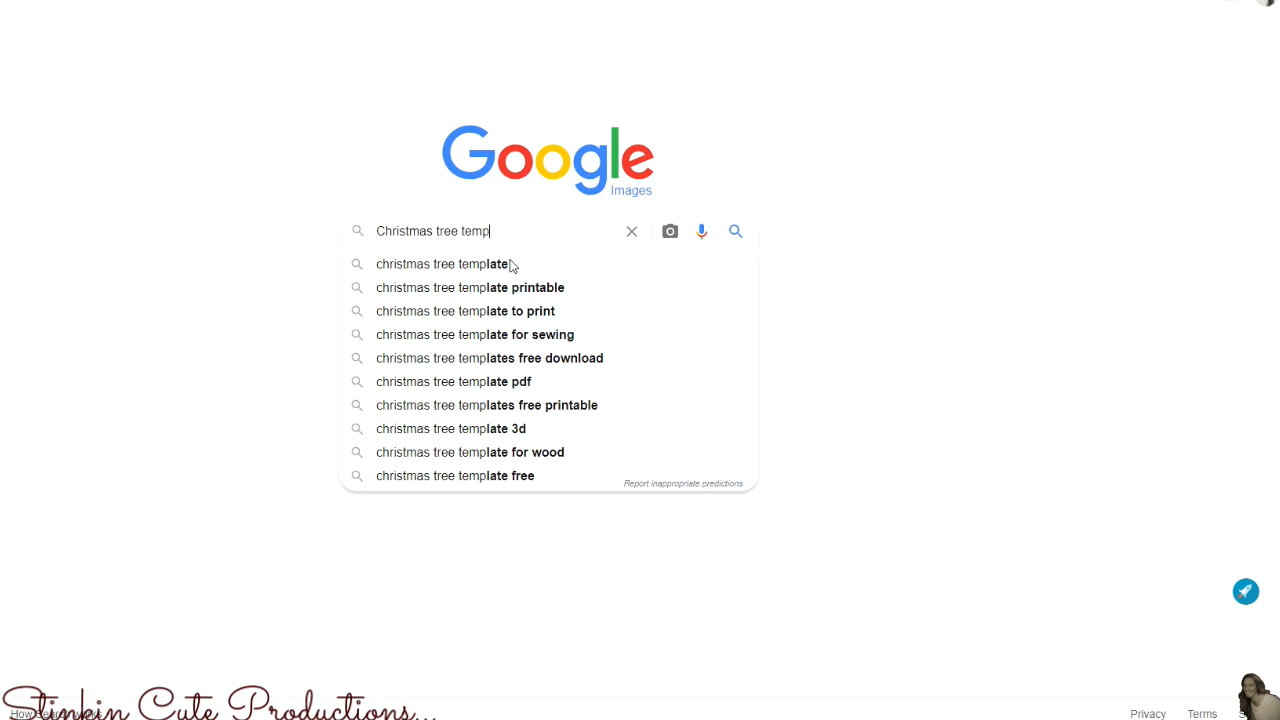 Google
Images
Christmas tree temp
christmas tree template
christmas tree template printable
christmas tree template to print
christmas tree template for sewing
christmas tree templates free download
christmas tree template pdf
christmas tree templates free printable
christmas tree template 3d
christmas tree template for wood
christmas tree template free
Report inappropriate predictions
Stinkin Cute Productions...
How Search works
Privacy
Terms